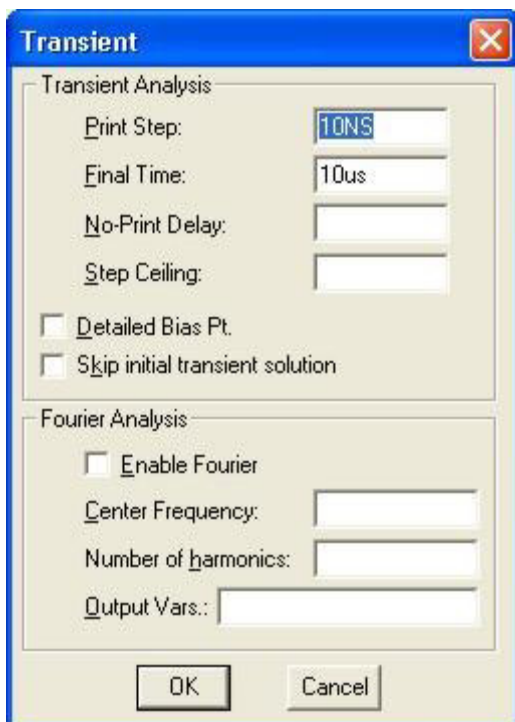 Transient
Transient Analysis
Print Step: 10NS
Final Time: 10us
No-Print Delay:
Step Ceiling:
Detailed Bias Pt.
Skip initial transient solution
Fourier Analysis
Enable Fourier
Center Frequency:
Number of harmonics:
Output Vars.:
OK Cancel